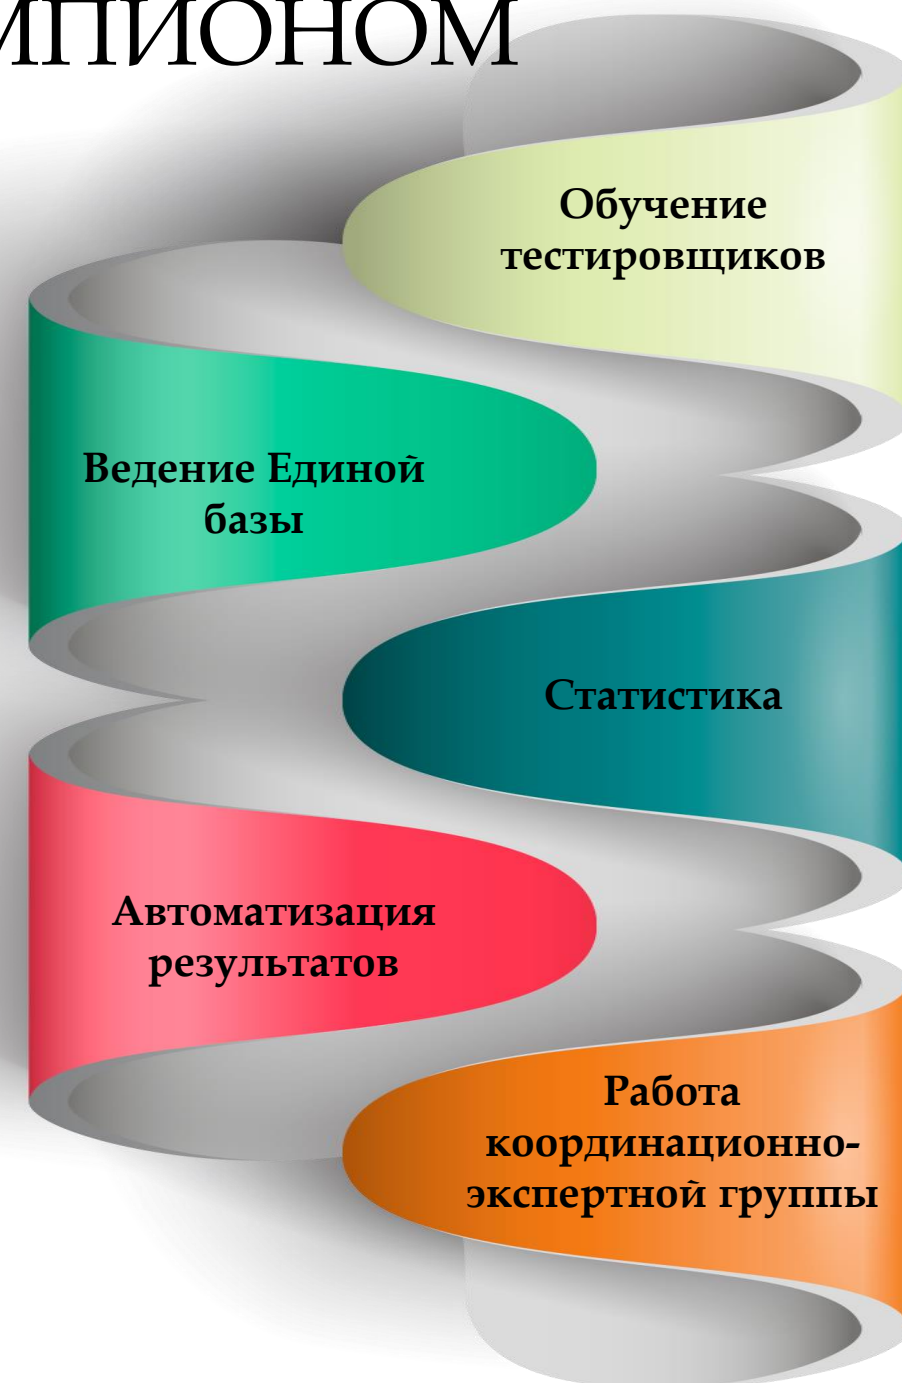 МПИОНОМ
Обучение
тестировщиков
Ведение Единой
базы
Статистика
Автоматизация
результатов
Работа
координационно-
экспертной группы